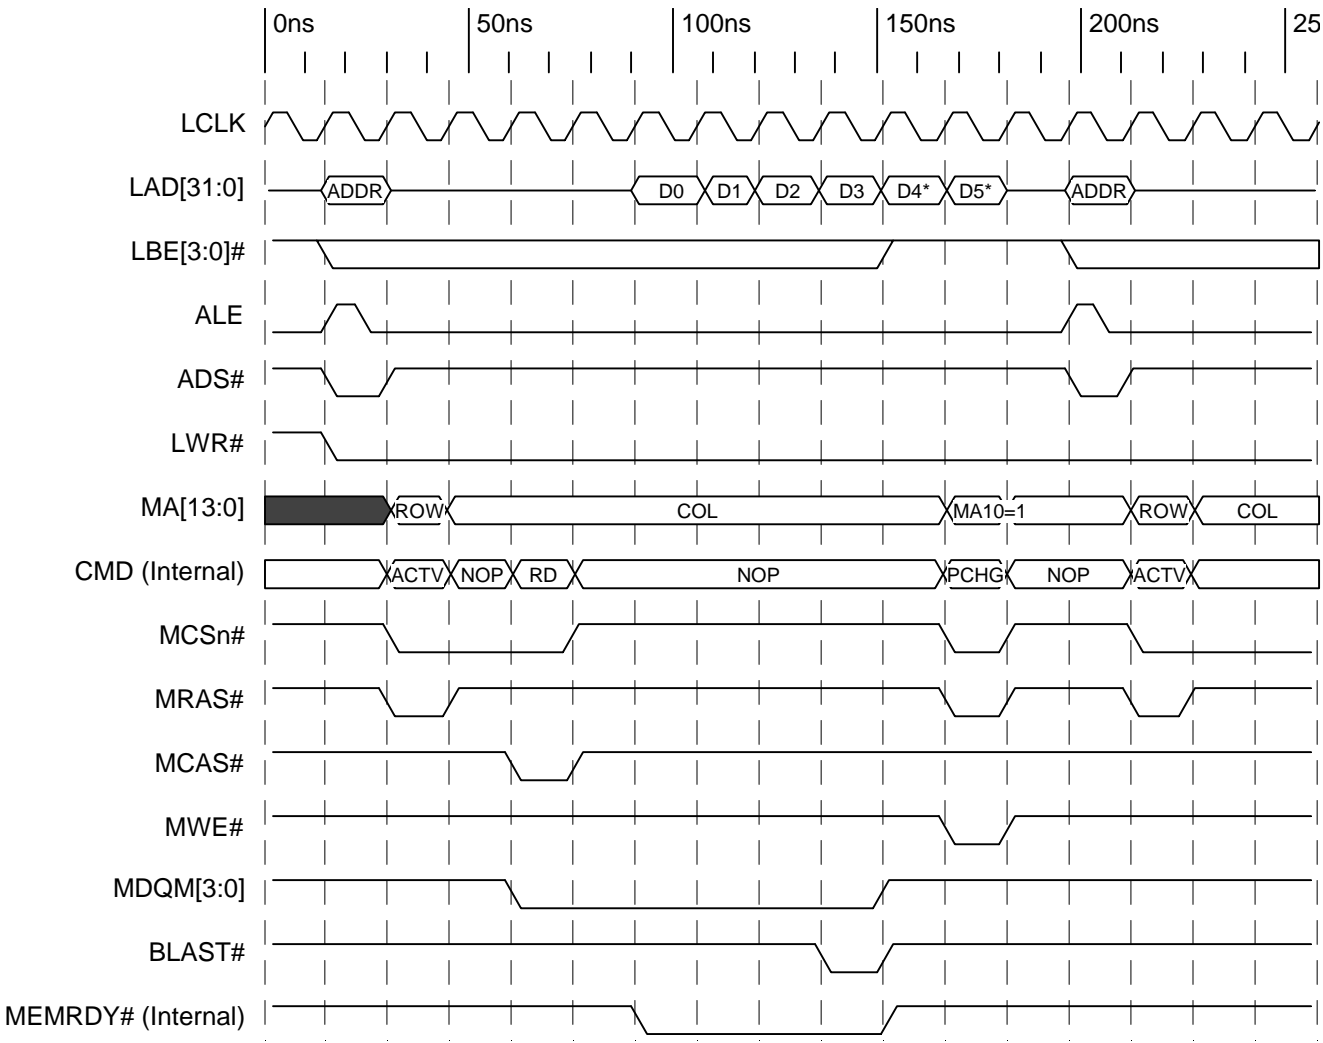 0ns 50ns 100ns 150ns 200ns 25
LCLK
LAD[31:0] ADDR D0 D1 D2 D3 D4* D5* ADDR
LBE[3:0]#
ALE
ADS#
LWR#
MA[13:0] ROW COL MA10=1 ROW COL
CMD (Internal) ACTV NOP RD NOP PCHG NOP ACTV
MCSn#
MRAS#
MCAS#
MWE#
MDQM[3:0]
BLAST#
MEMRDY# (Internal)